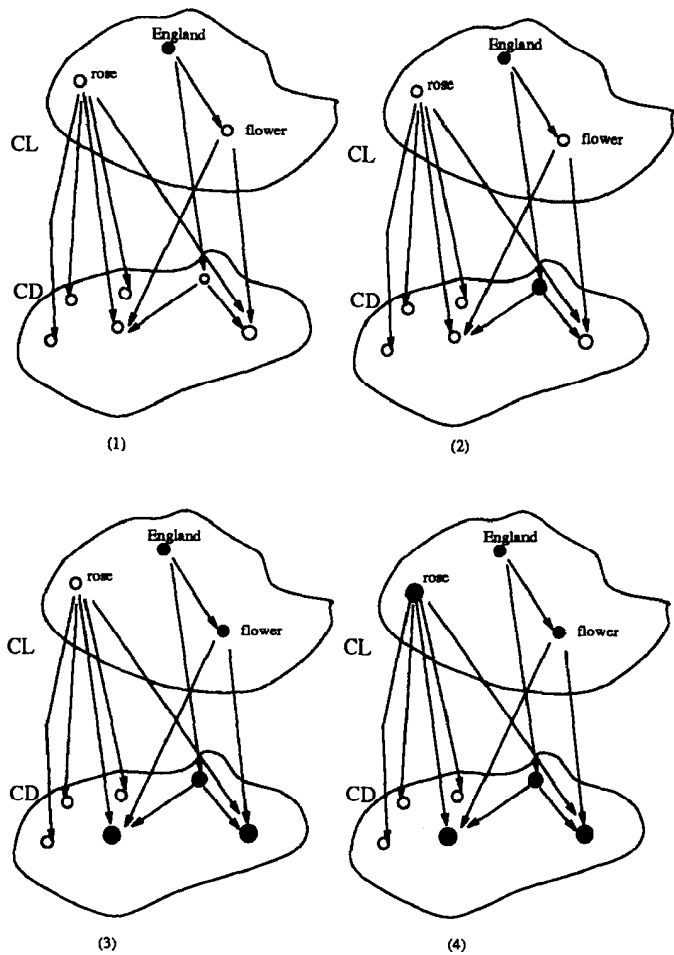 England
rose
flower
CL
CD
(1)
England
rose
flower
CL
CD
(2)
England
rose
flower
CL
CD
(3)
England
rose
flower
CL
CD
(4)